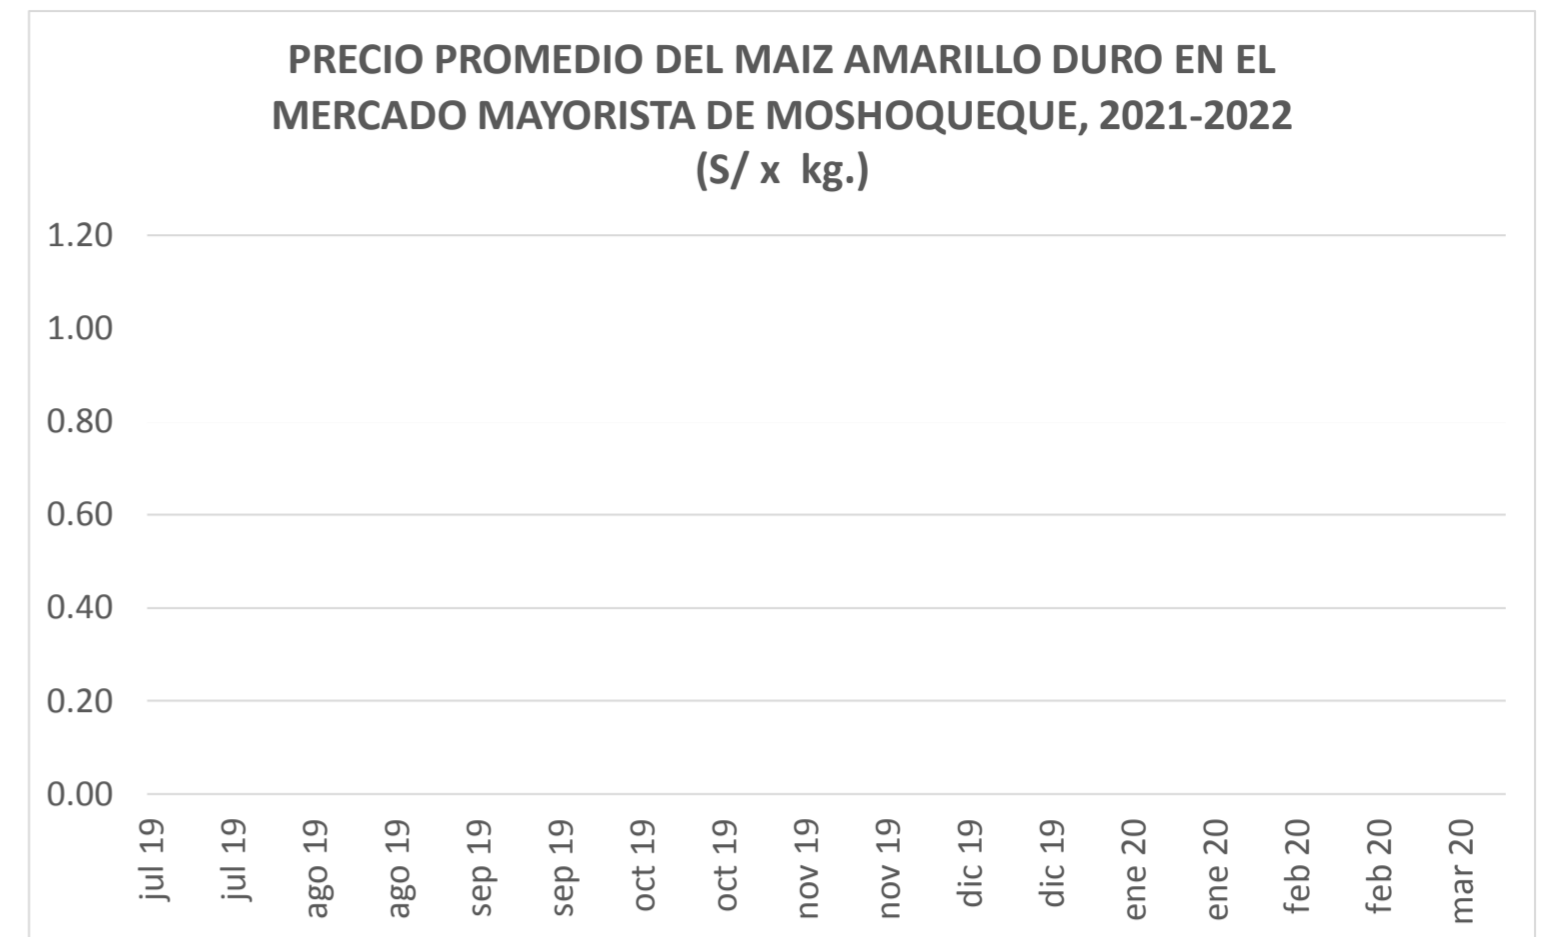 PRECIO PROMEDIO DEL MAIZ AMARILLO DURO EN EL
MERCADO MAYORISTA DE MOSHOQUEQUE, 2021-2022
(S/ x kg.)
1.20
1.00
0.80
0.60
0.40
0.20
0.00
jul 19
jul 19
ago 19
ago 19
sep 19
sep 19
oct 19
oct 19
nov 19
nov 19
dic 19
dic 19
ene 20
ene 20
feb 20
feb 20
mar 20